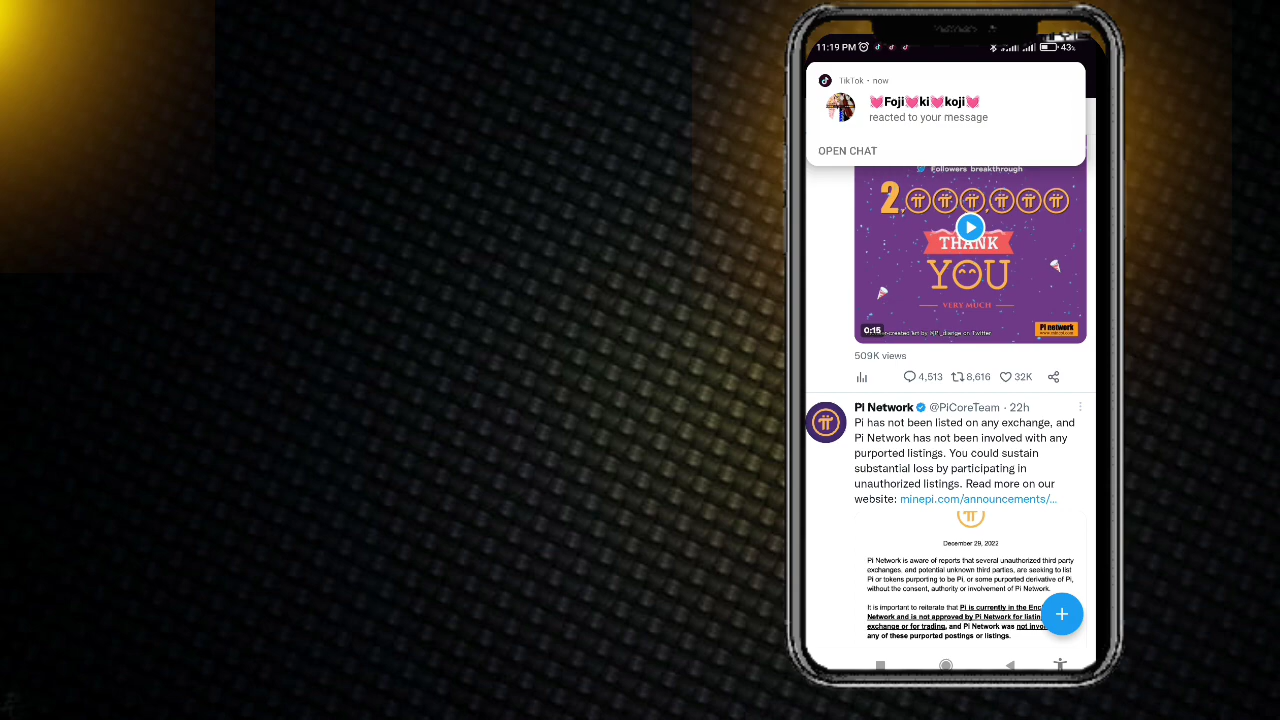 11:19 PM
43%
TikTok • now
💓Foji💓ki💓koji💓
reacted to your message
OPEN CHAT
Followers breakthrough
2,
THANK
YOU
VERY MUCH
0:15
on Twitter
Pi network
509K views
4,513
8,616
32K
Pi Network @PiCoreTeam · 22h
Pi has not been listed on any exchange, and
Pi Network has not been involved with any
purported listings. You could sustain
substantial loss by participating in
unauthorized listings. Read more on our
website: minepi.com/announcements/...
December 29, 2022
Pi Network is aware of reports that several unauthorized third party
exchanges, and potential unknown third parties, are seeking to list
Pi or tokens purporting to be Pi, or some purported derivative of Pi,
without the consent, authority or involvement of Pi Network.
It is important to reiterate that Pi is currently in the Enc
Network and is not approved by Pi Network for listin
exchange or for trading, and Pi Network was not invo
any of these purported postings or listings.